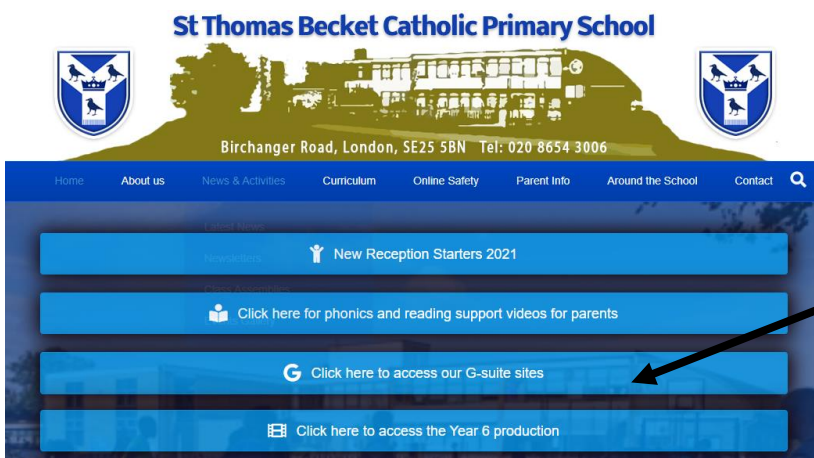 St Thomas Becket Catholic Primary School
Birchanger Road, London, SE25 5BN Tel: 020 8654 3006
Home About us News & Activities Curriculum Online Safety Parent Info Around the School Contact
Latest News
New Reception Starters 2021
Newsletters
Class Assemblies
Click here for phonics and reading support videos for parents
Click here to access our G-suite sites
Click here to access the Year 6 production